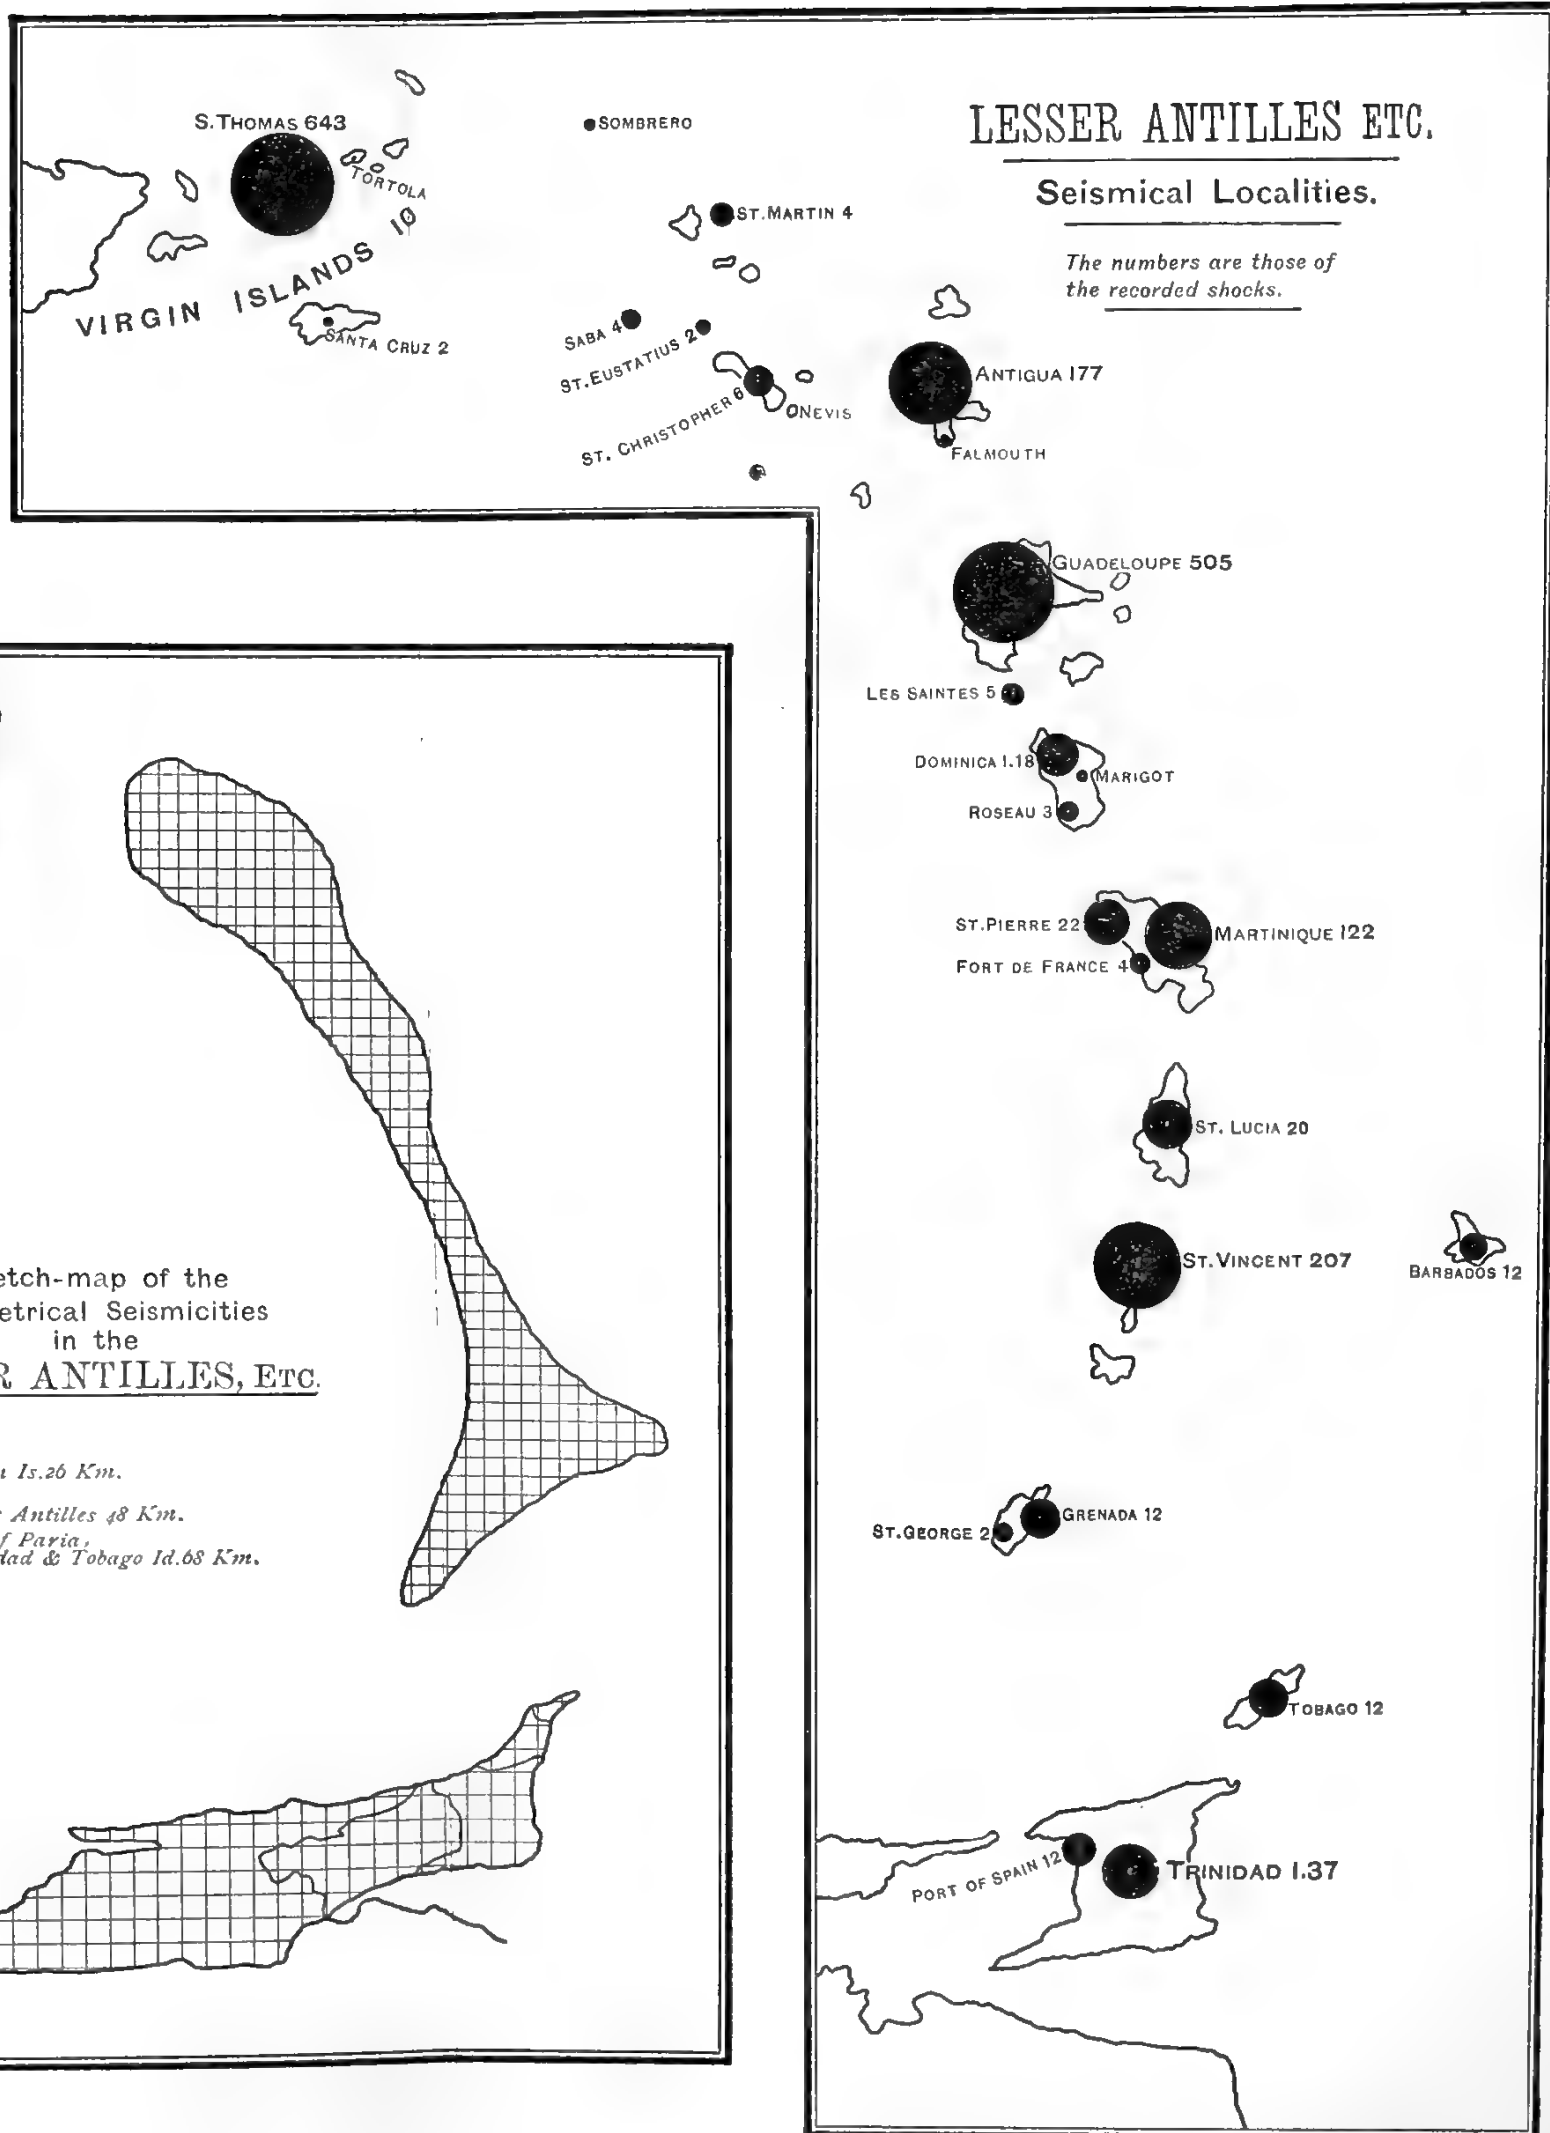 LESSER ANTILLES ETC.
Seismical Localities.
The numbers are those of
the recorded shocks.
S. THOMAS 643
TORTOLA
VIRGIN ISLANDS 10
SANTA CRUZ 2
SOMBRERO
ST. MARTIN 4
SABA 4
ST. EUSTATIUS 2
ST. CHRISTOPHER 6
NEVIS
ANTIGUA 177
FALMOUTH
GUADELOUPE 505
LES SAINTES 5
DOMINICA 1.18
MARIGOT
ROSEAU 3
ST. PIERRE 22
MARTINIQUE 122
FORT DE FRANCE 4
ST. LUCIA 20
ST. VINCENT 207
BARBADOS 12
GRENADA 12
ST. GEORGE 2
TOBAGO 12
PORT OF SPAIN 12
TRINIDAD 1.37
etch-map of the
etrical Seismicities
in the
R ANTILLES, ETC.
Is. 26 Km.
Antilles 48 Km.
f Paria,
dad & Tobago Id. 68 Km.